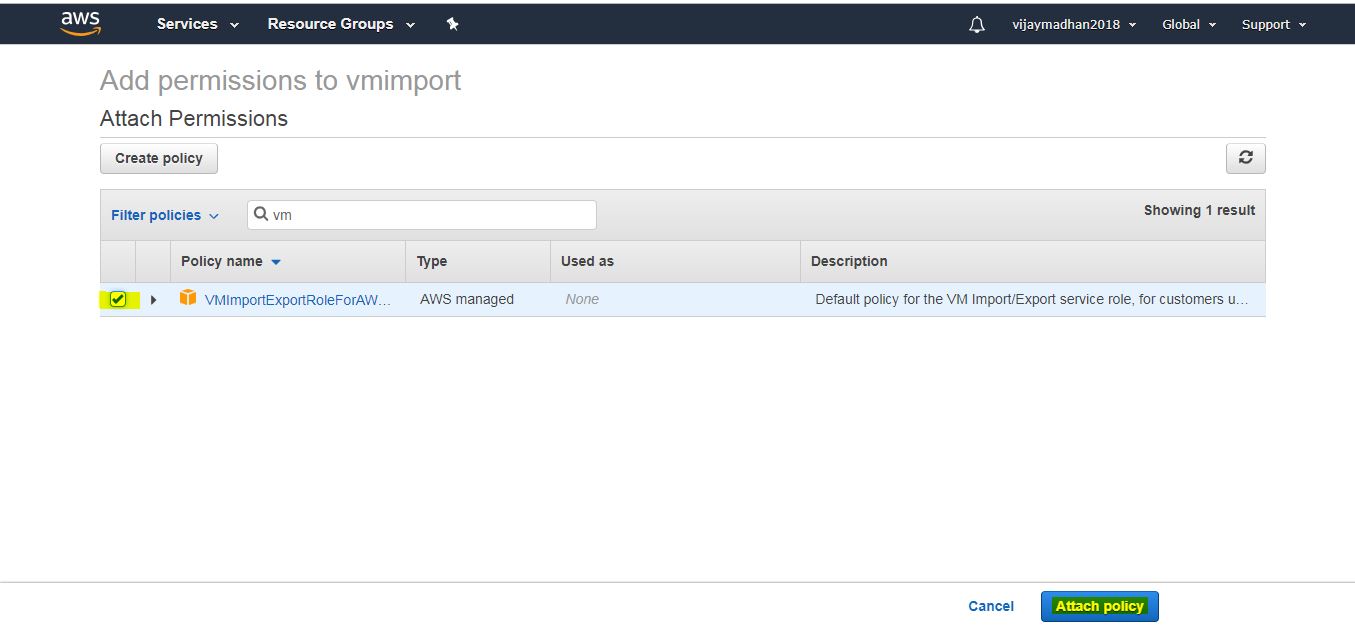 aws Services Resource Groups vijaymadhan2018 Global Support
Add permissions to vmimport
Attach Permissions
Create policy
Filter policies vm Showing 1 result
Policy name Type Used as Description
VMImportExportRoleForAW... AWS managed None Default policy for the VM Import/Export service role, for customers u...
Cancel Attach policy